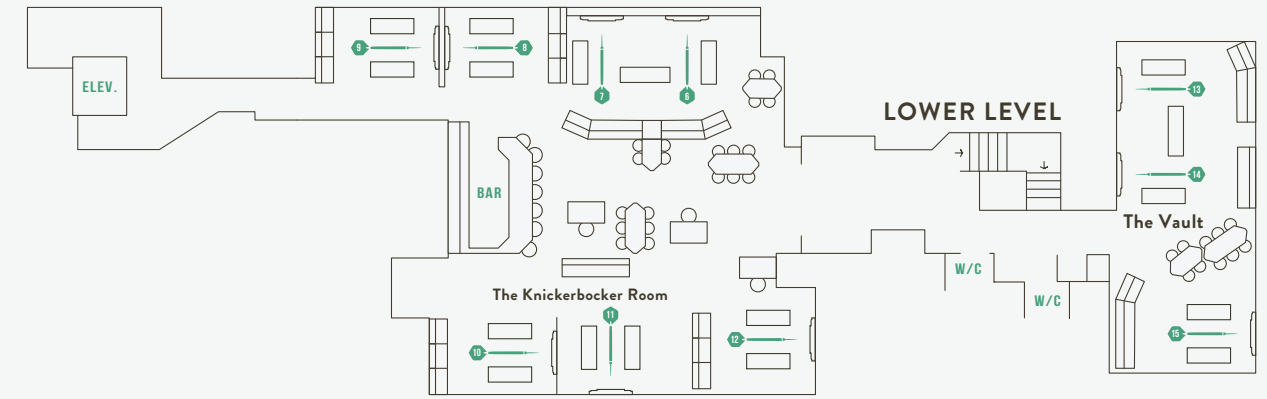 9
8
ELEV.
7
6
LOWER LEVEL
13
14
BAR
The Vault
W/C
W/C
The Knickerbocker Room
11
10
12
15